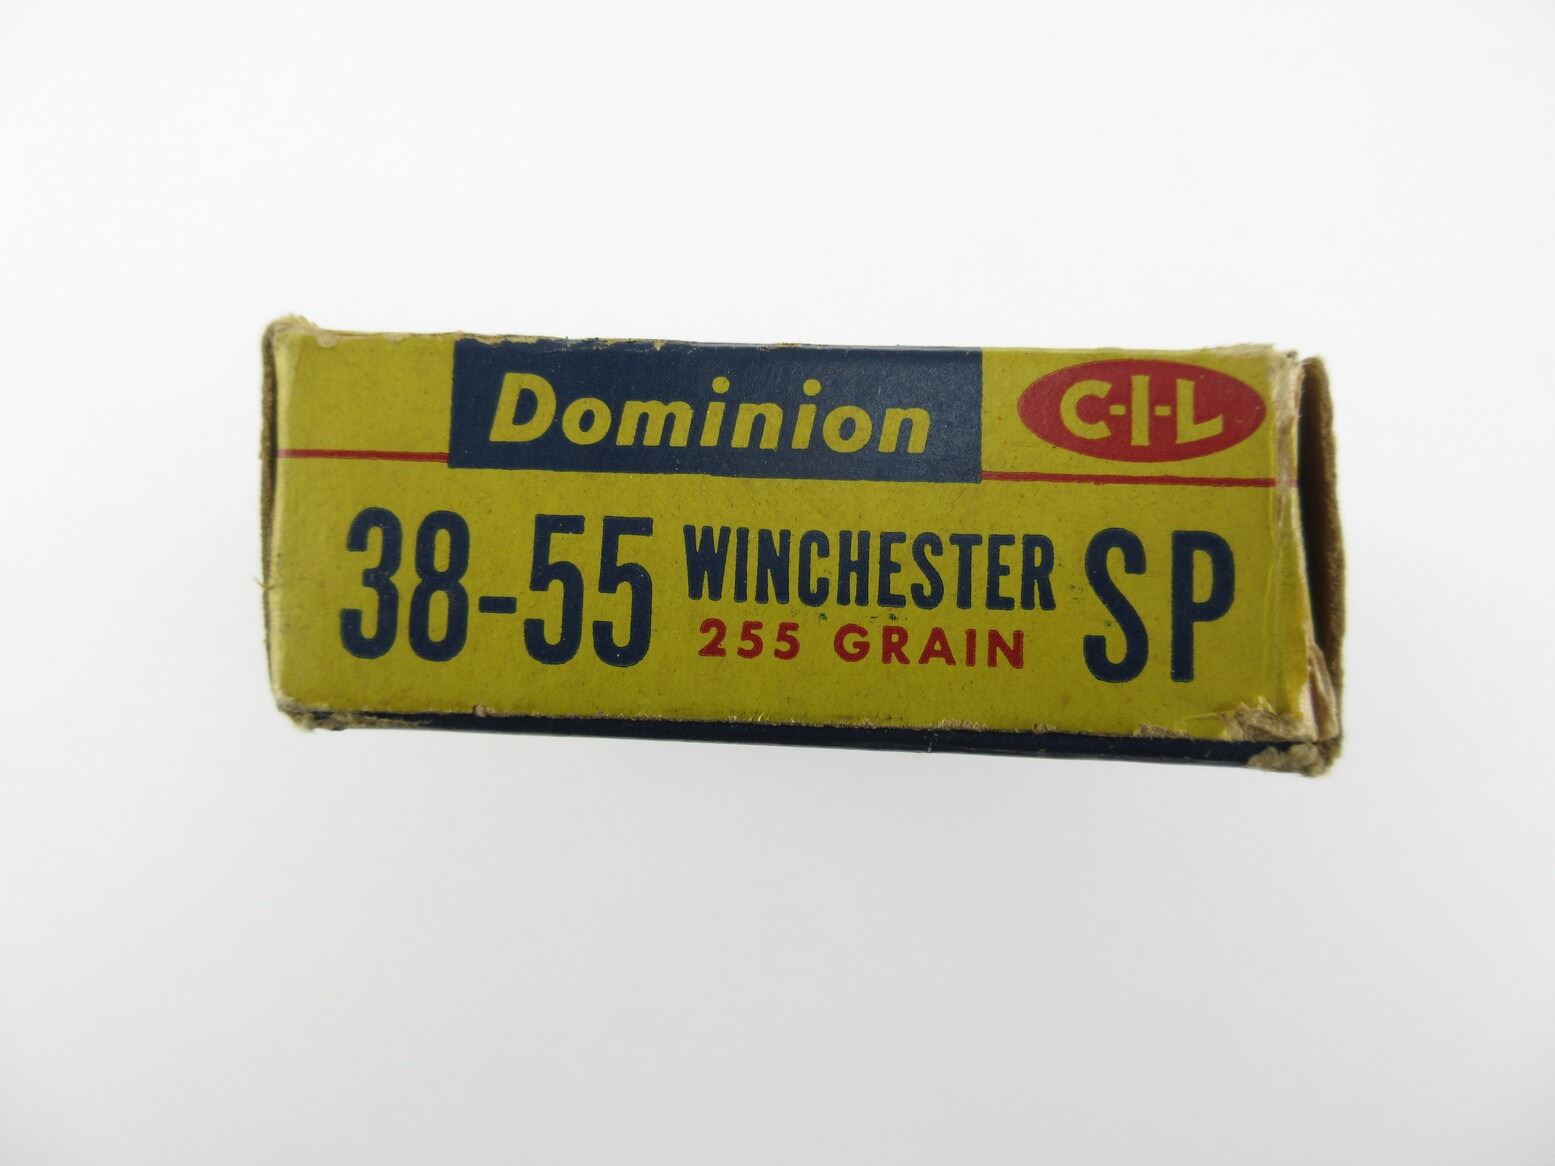 Dominion C-I-L
38-55 WINCHESTER SP
255 GRAIN